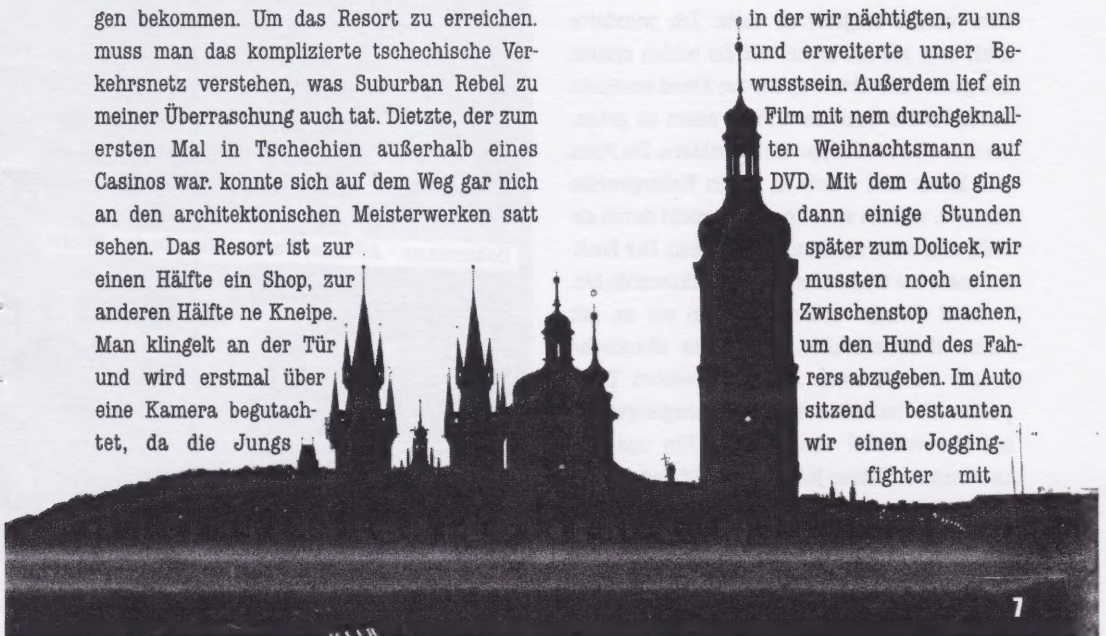 gen bekommen. Um das Resort zu erreichen.
muss man das komplizierte tschechische Ver-
kehrsnetz verstehen, was Suburban Rebel zu
meiner Überraschung auch tat. Dietzte, der zum
ersten Mal in Tschechien außerhalb eines
Casinos war. konnte sich auf dem Weg gar nich
an den architektonischen Meisterwerken satt
sehen. Das Resort ist zur
einen Hälfte ein Shop, zur
anderen Hälfte ne Kneipe.
Man klingelt an der Tür
und wird erstmal über
eine Kamera begutach-
tet, da die Jungs
in der wir nächtigten, zu uns
und erweiterte unser Be-
wusstsein. Außerdem lief ein
Film mit nem durchgeknall-
ten Weihnachtsmann auf
DVD. Mit dem Auto gings
dann einige Stunden
später zum Dolicek, wir
mussten noch einen
Zwischenstop machen,
um den Hund des Fah-
rers abzugeben. Im Auto
sitzend bestaunten
wir einen Jogging-
fighter mit
7